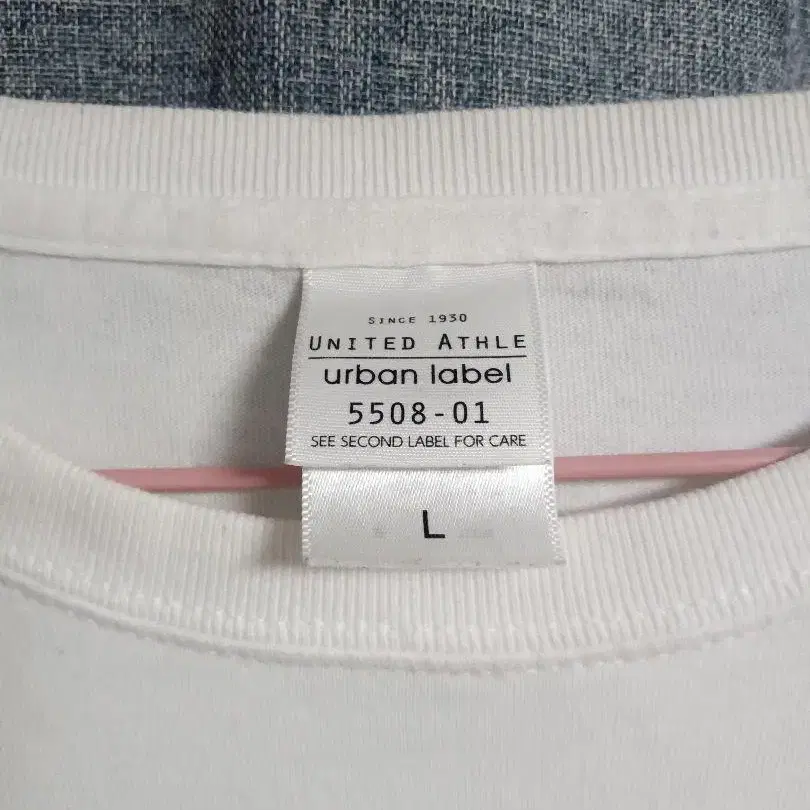 SINCE 1930
UNITED ATHLE
urban label
5508-01
SEE SECOND LABEL FOR CARE
L